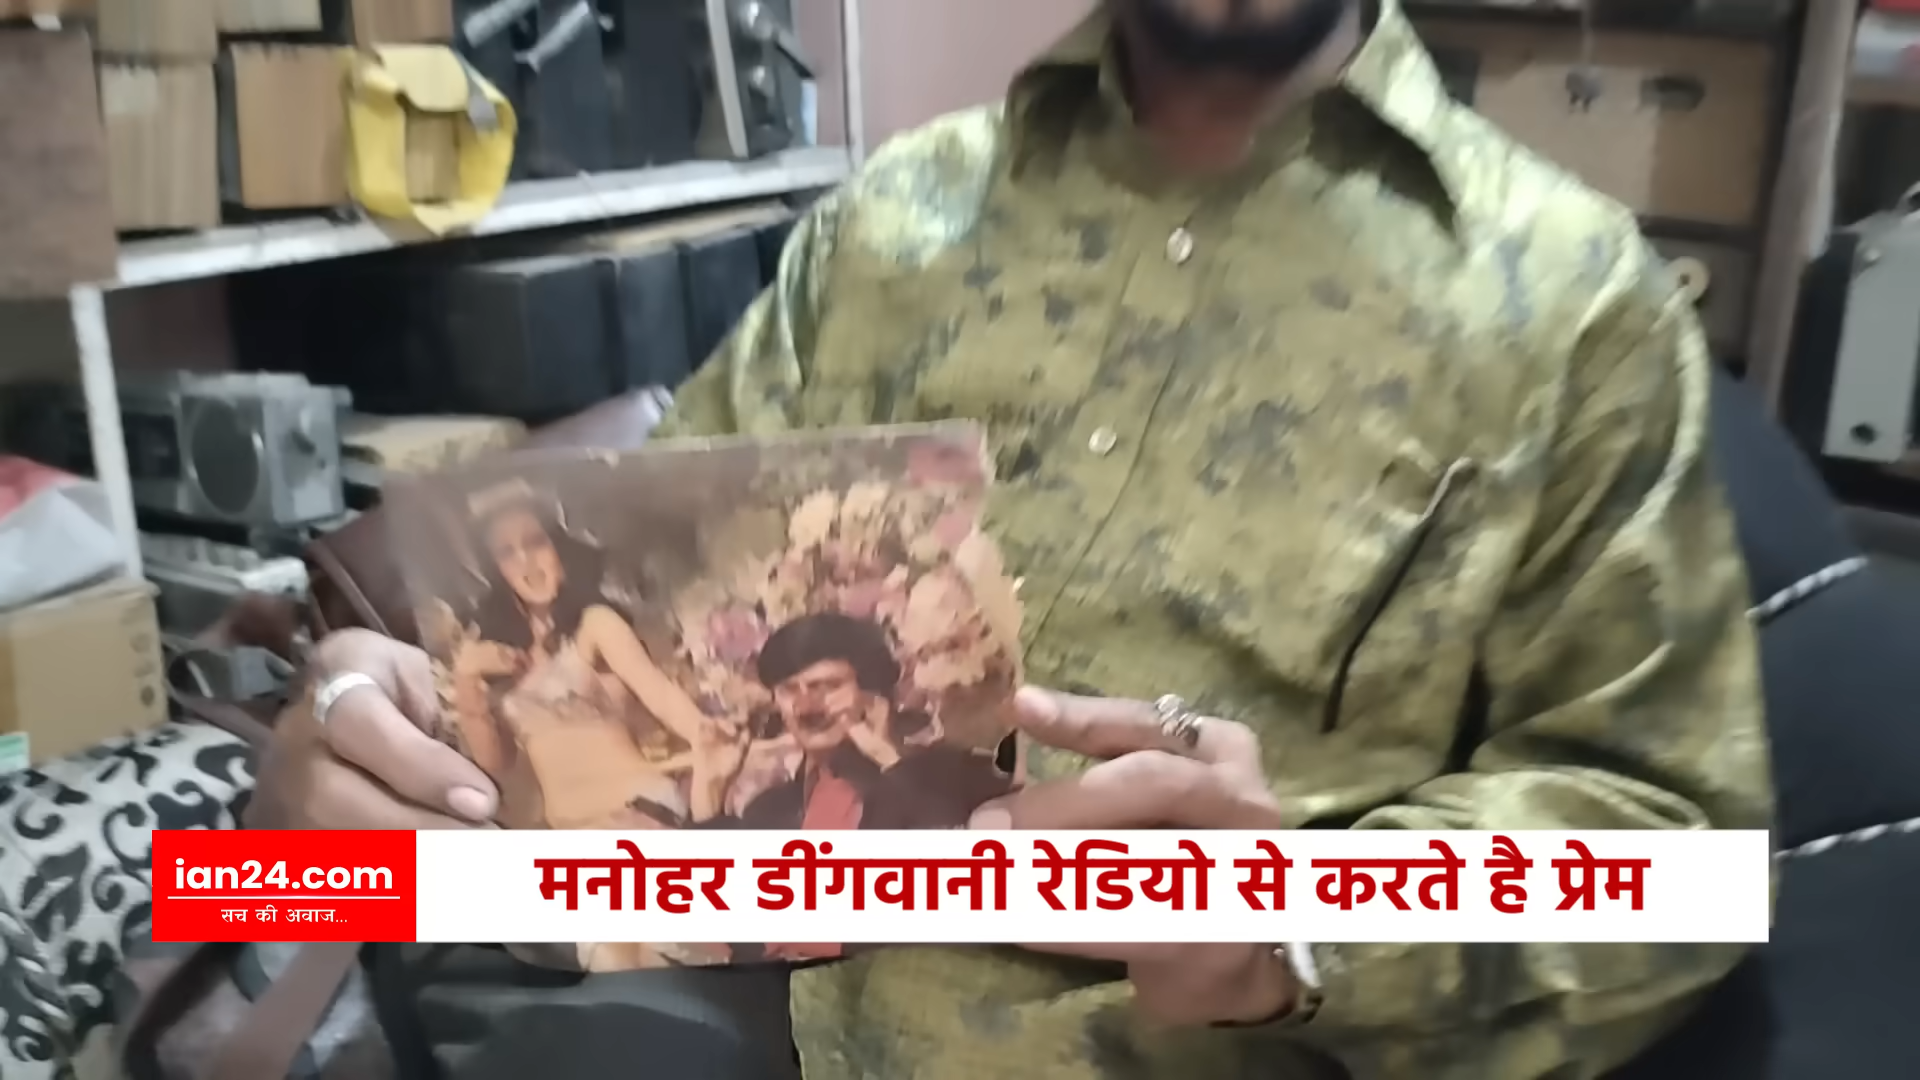 ian24.com
सच की अवाज...
मनोहर डींगवानी रेडियो से करते है प्रेम